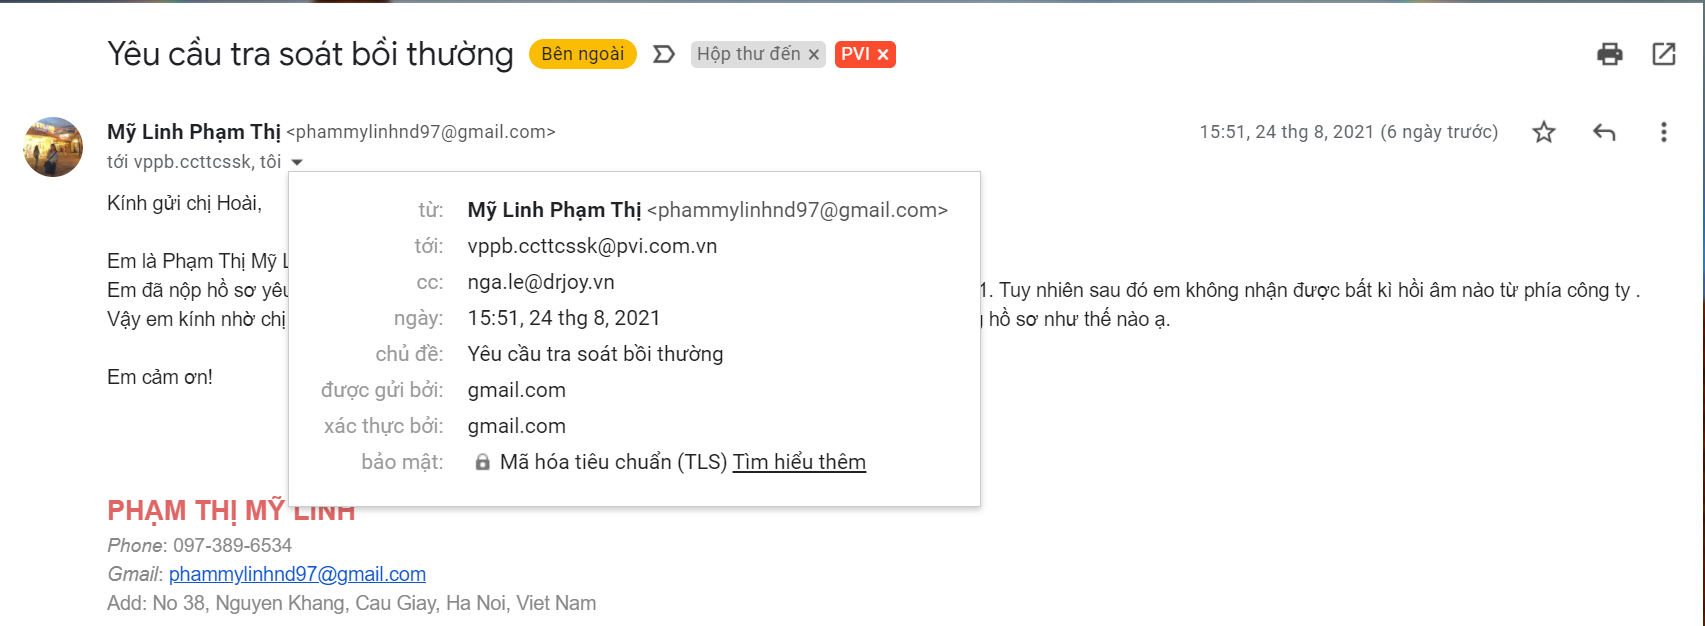 Yêu cầu tra soát bồi thường Bên ngoài Hộp thư đến × PVI ×
Mỹ Linh Phạm Thị <phammylinhnd97@gmail.com> 15:51, 24 thg 8, 2021 (6 ngày trước)
tới vppb.ccttcssk, tôi
Kính gửi chị Hoài,
từ: Mỹ Linh Phạm Thị <phammylinhnd97@gmail.com>
tới: vppb.ccttcssk@pvi.com.vn
cc: nga.le@drjoy.vn
ngày: 15:51, 24 thg 8, 2021
chủ đề: Yêu cầu tra soát bồi thường
được gửi bởi: gmail.com
xác thực bởi: gmail.com
bảo mật: Mã hóa tiêu chuẩn (TLS) Tìm hiểu thêm
Em là Phạm Thị Mỹ L
Em đã nộp hồ sơ yêu 1. Tuy nhiên sau đó em không nhận được bất kì hồi âm nào từ phía công ty .
Vậy em kính nhờ chị hồ sơ như thế nào ạ.
Em cảm ơn!
PHẠM THỊ MỸ LINH
Phone: 097-389-6534
Gmail: phammylinhnd97@gmail.com
Add: No 38, Nguyen Khang, Cau Giay, Ha Noi, Viet Nam